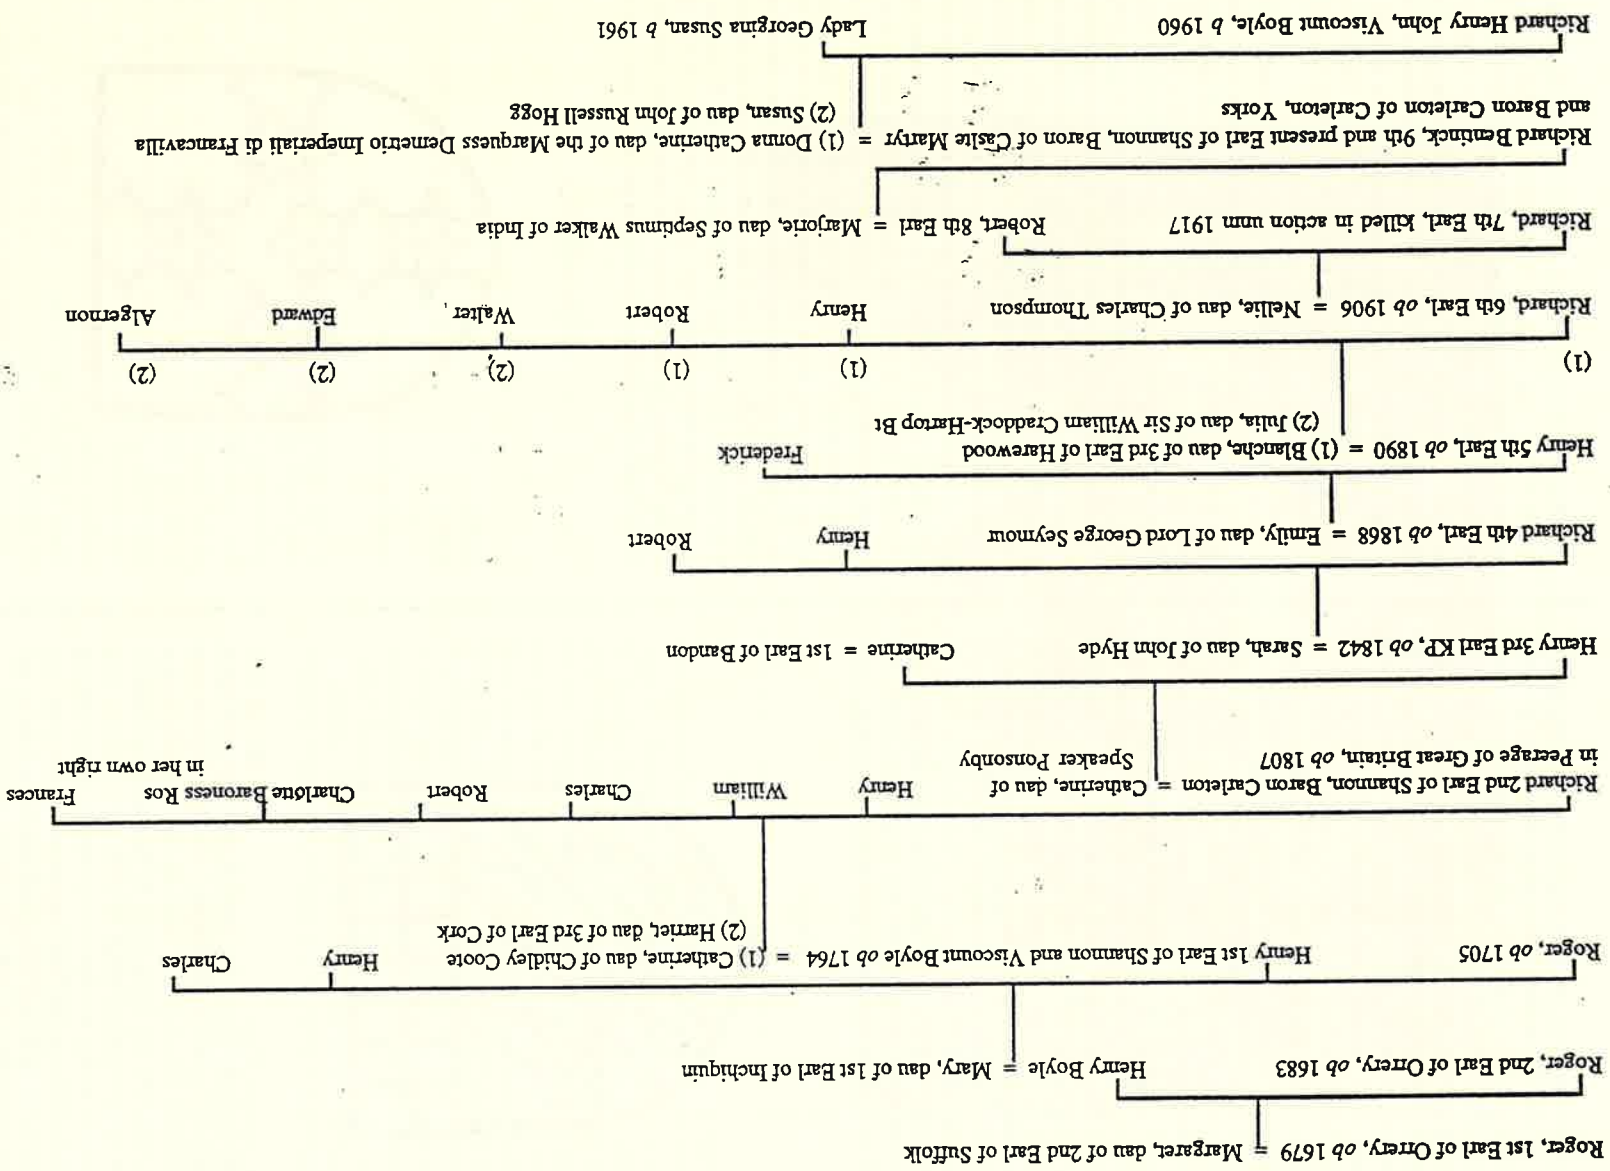 Roger, 1st Earl of Orrery, ob 1679 = Margaret, dau of 2nd Earl of Suffolk
Roger, 2nd Earl of Orrery, ob 1683 Henry Boyle = Mary, dau of 1st Earl of Inchiquin
Roger, ob 1705 Henry 1st Earl of Shannon and Viscount Boyle ob 1764 = (1) Catherine, dau of Chidley Coote Henry Charles
(2) Harriet, dau of 3rd Earl of Cork
Richard 2nd Earl of Shannon, Baron Carleton = Catherine, dau of Henry William Charles Robert Charlotte Baroness Ros Frances
in Peerage of Great Britain, ob 1807 Speaker Ponsonby in her own right
Henry 3rd Earl KP, ob 1842 = Sarah, dau of John Hyde Catherine = 1st Earl of Bandon
Richard 4th Earl, ob 1868 = Emily, dau of Lord George Seymour Henry Robert
Henry 5th Earl, ob 1890 = (1) Blanche, dau of 3rd Earl of Harewood Frederick
(2) Julia, dau of Sir William Craddock-Hartop Bt
(1) (1) (1) (2) (2) (2)
Richard, 6th Earl, ob 1906 = Nellie, dau of Charles Thompson Henry Robert Walter Edward Algernon
Richard, 7th Earl, killed in action unm 1917 Robert, 8th Earl = Marjorie, dau of Septimus Walker of India
Richard Bentinck, 9th and present Earl of Shannon, Baron of Caslte Martyr = (1) Donna Catherine, dau of the Marquess Demetrio Imeperiali di Francavilla
and Baron Carleton of Carleton, Yorks (2) Susan, dau of John Russell Hogg
Richard Henry John, Viscount Boyle, b 1960 Lady Georgina Susan, b 1961